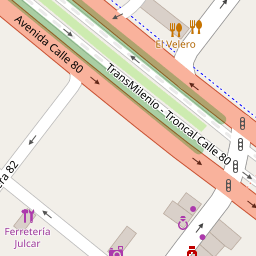 Avenida Calle 80
El Velero
TransMilenio - Troncal Calle 80
era 82
Ferretería
Julcar